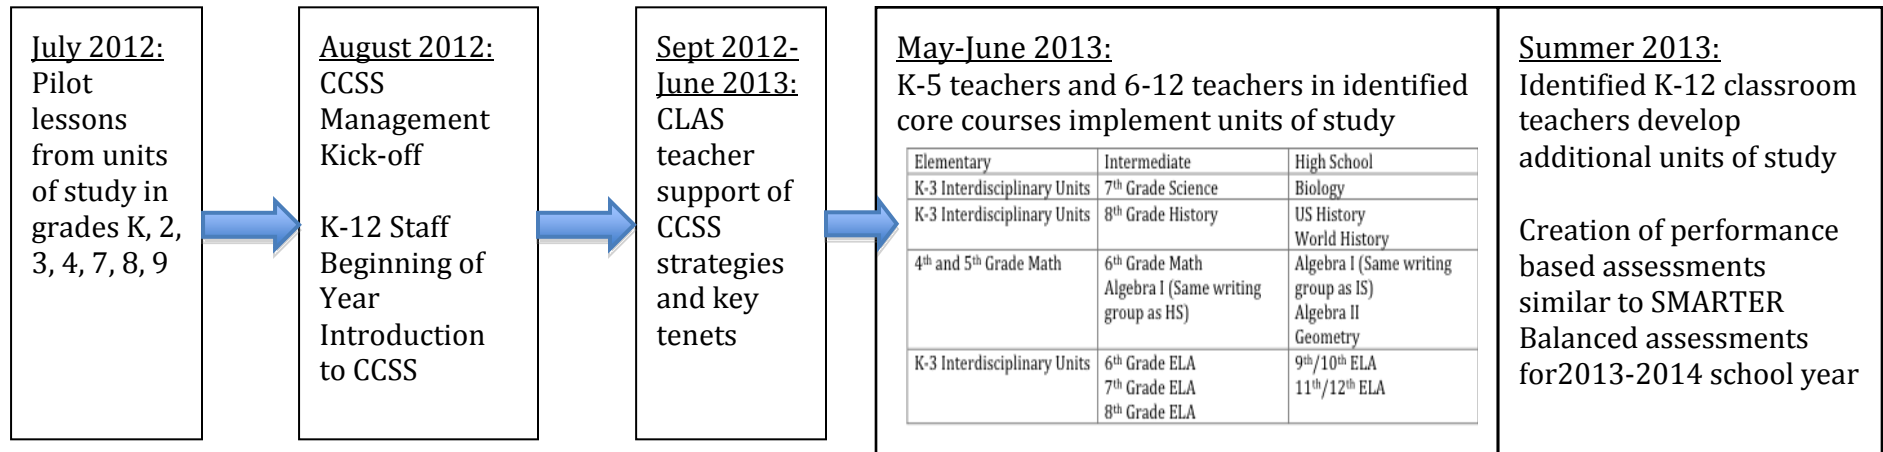 July 2012:
Pilot
lessons
from units
of study in
grades K, 2,
3, 4, 7, 8, 9
August 2012:
CCSS
Management
Kick-off
K-12 Staff
Beginning of
Year
Introduction
to CCSS
Sept 2012-
June 2013:
CLAS
teacher
support of
CCSS
strategies
and key
tenets
May-June 2013:
K-5 teachers and 6-12 teachers in identified
core courses implement units of study
Elementary Intermediate High School
K-3 Interdisciplinary Units 7th Grade Science Biology
K-3 Interdisciplinary Units 8th Grade History US History
World History
4th and 5th Grade Math 6th Grade Math Algebra I (Same writing
Algebra I (Same writing group as IS)
group as HS) Algebra II
Geometry
K-3 Interdisciplinary Units 6th Grade ELA 9th/10th ELA
7th Grade ELA 11th/12th ELA
8th Grade ELA
Summer 2013:
Identified K-12 classroom
teachers develop
additional units of study
Creation of performance
based assessments
similar to SMARTER
Balanced assessments
for2013-2014 school year